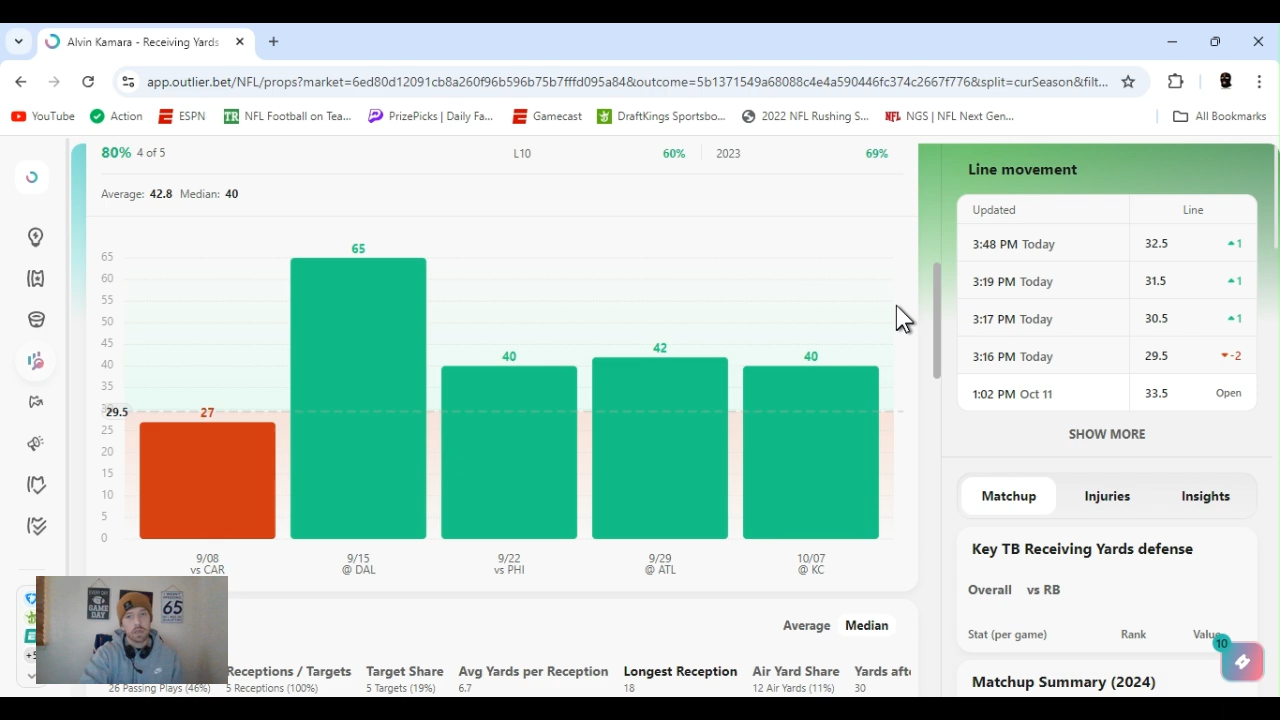 Alvin Kamara - Receiving Yards
app.outlier.bet/NFL/props?market=6ed80d12091cb8a260f96b596b75b7fffd095a84&outcome=5b1371549a68088c4e4a590446fc374c2667f776&split=curSeason&filt...
YouTube Action ESPN NFL Football on Tea... PrizePicks | Daily Fa... Gamecast DraftKings Sportsbo... 2022 NFL Rushing S... NGS | NFL Next Gen... All Bookmarks
80% 4 of 5 L10 60% 2023 69%
Average: 42.8 Median: 40
65
60
55
50
45
40
35
25
20
15
10
5
0
29.5
27
65
40
42
40
9/08 9/15 9/22 9/29 10/07
vs CAR @ DAL vs PHI @ ATL @ KC
Average Median
Receptions / Targets Target Share Avg Yards per Reception Longest Reception Air Yard Share Yards afte
26 Passing Plays (46%) 5 Receptions (100%) 5 Targets (19%) 6.7 18 12 Air Yards (11%) 30
EVERY DAY
GAME
DAY
65
Line movement
Updated Line
3:48 PM Today 32.5 1
3:19 PM Today 31.5 1
3:17 PM Today 30.5 1
3:16 PM Today 29.5 -2
1:02 PM Oct 11 33.5 Open
SHOW MORE
Matchup Injuries Insights
Key TB Receiving Yards defense
Overall vs RB
Stat (per game) Rank Value
10
Matchup Summary (2024)